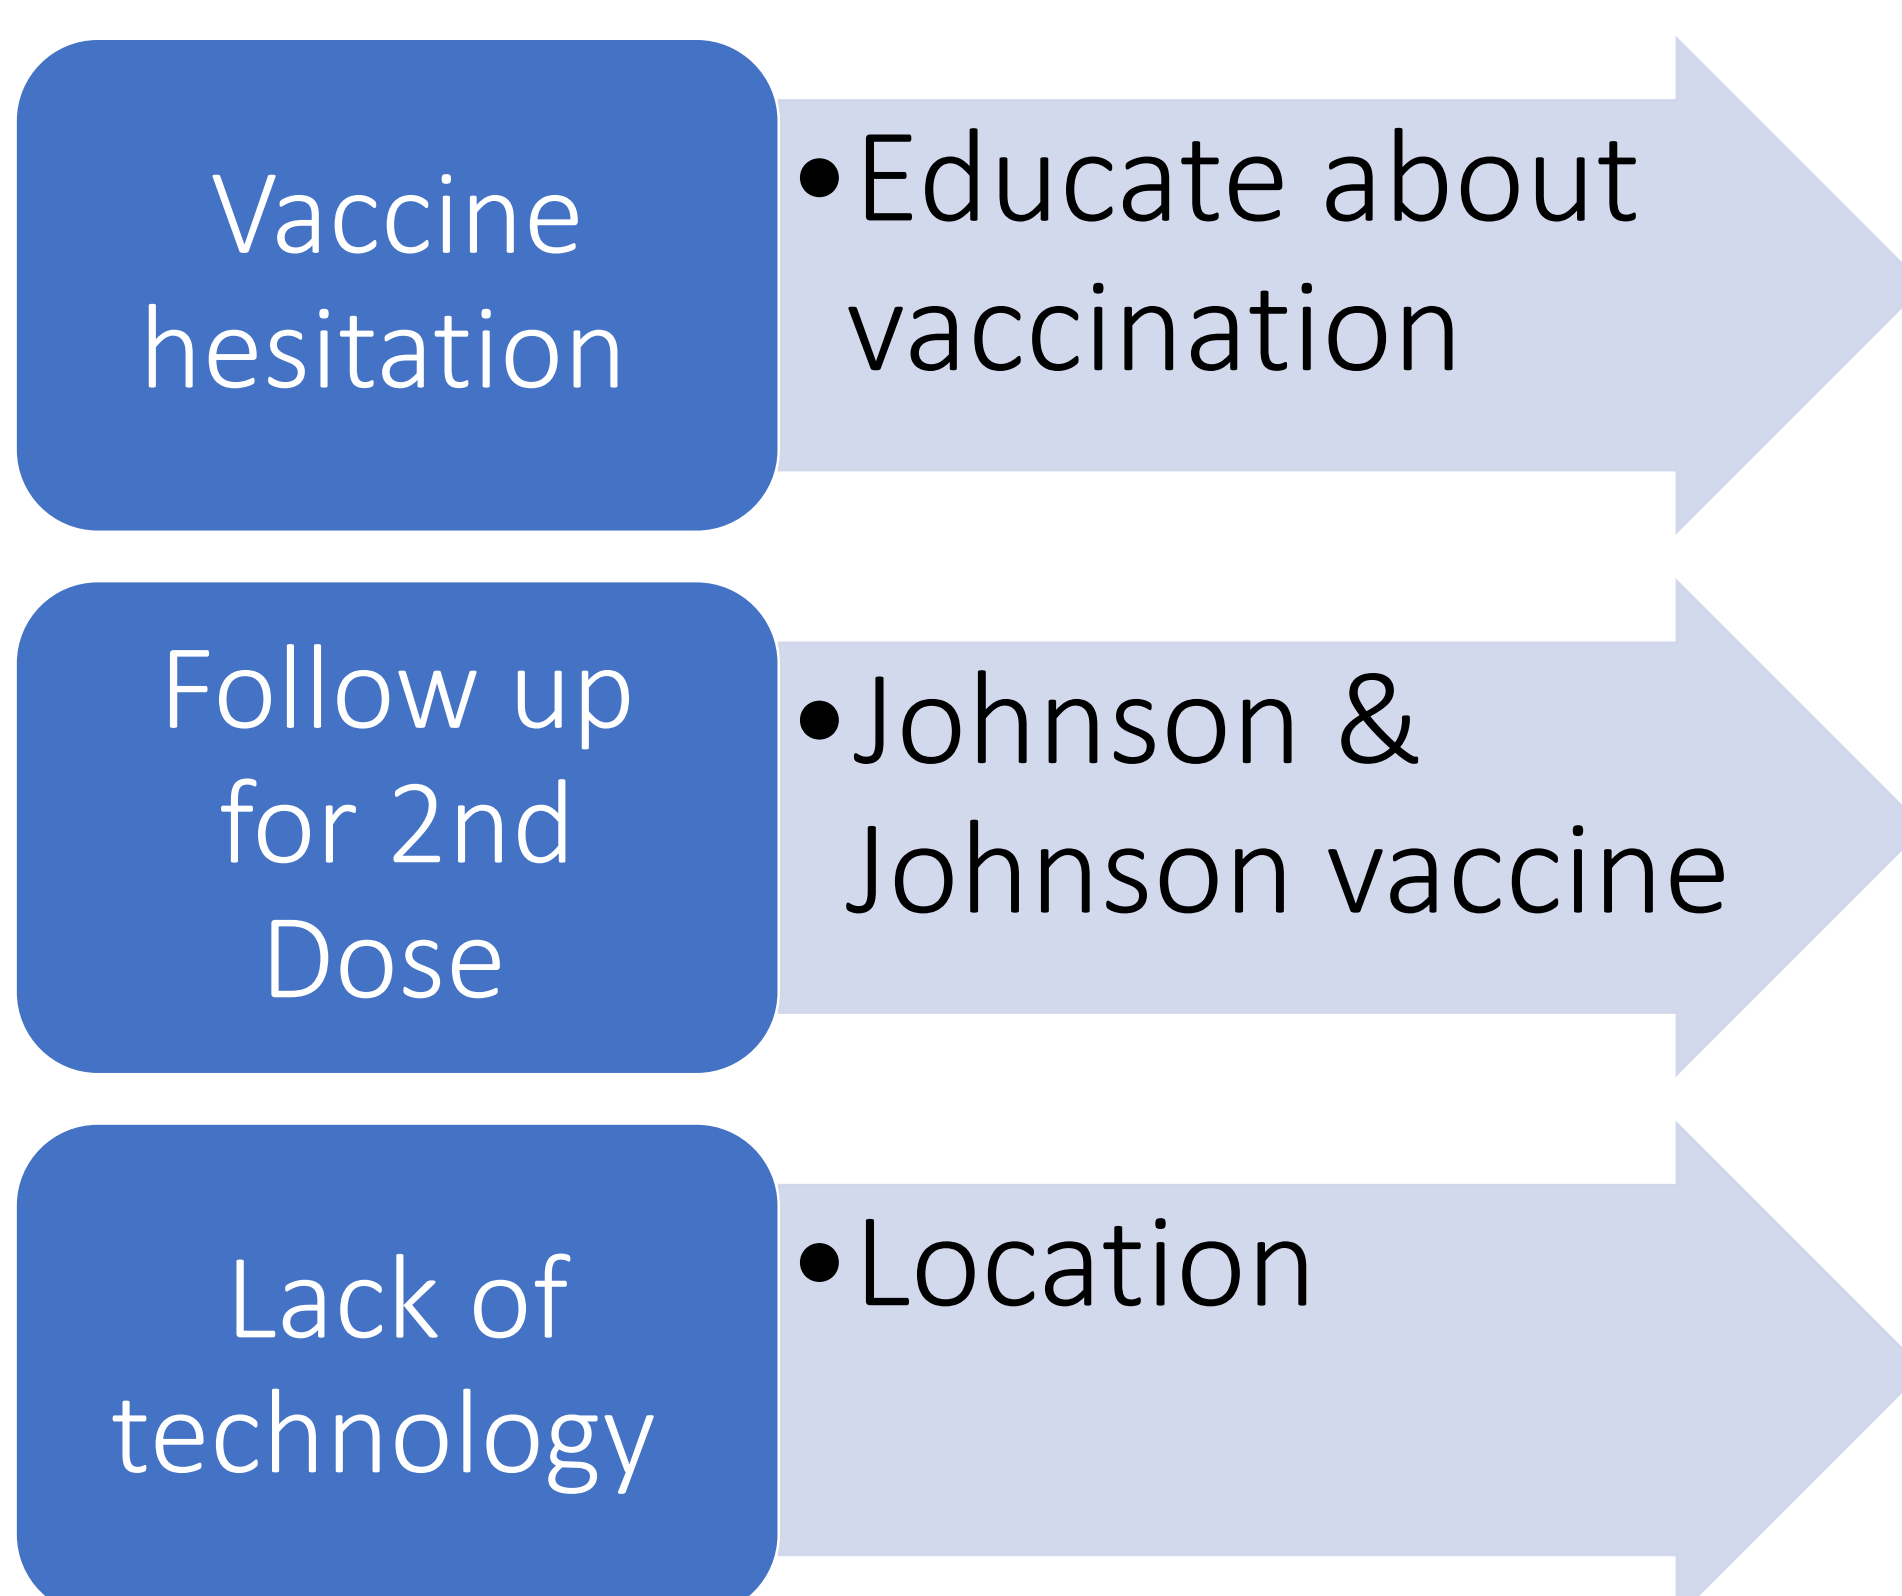 Vaccine
hesitation
•Educate about
vaccination
Follow up
for 2nd
Dose
•Johnson &
Johnson vaccine
Lack of
technology
•Location